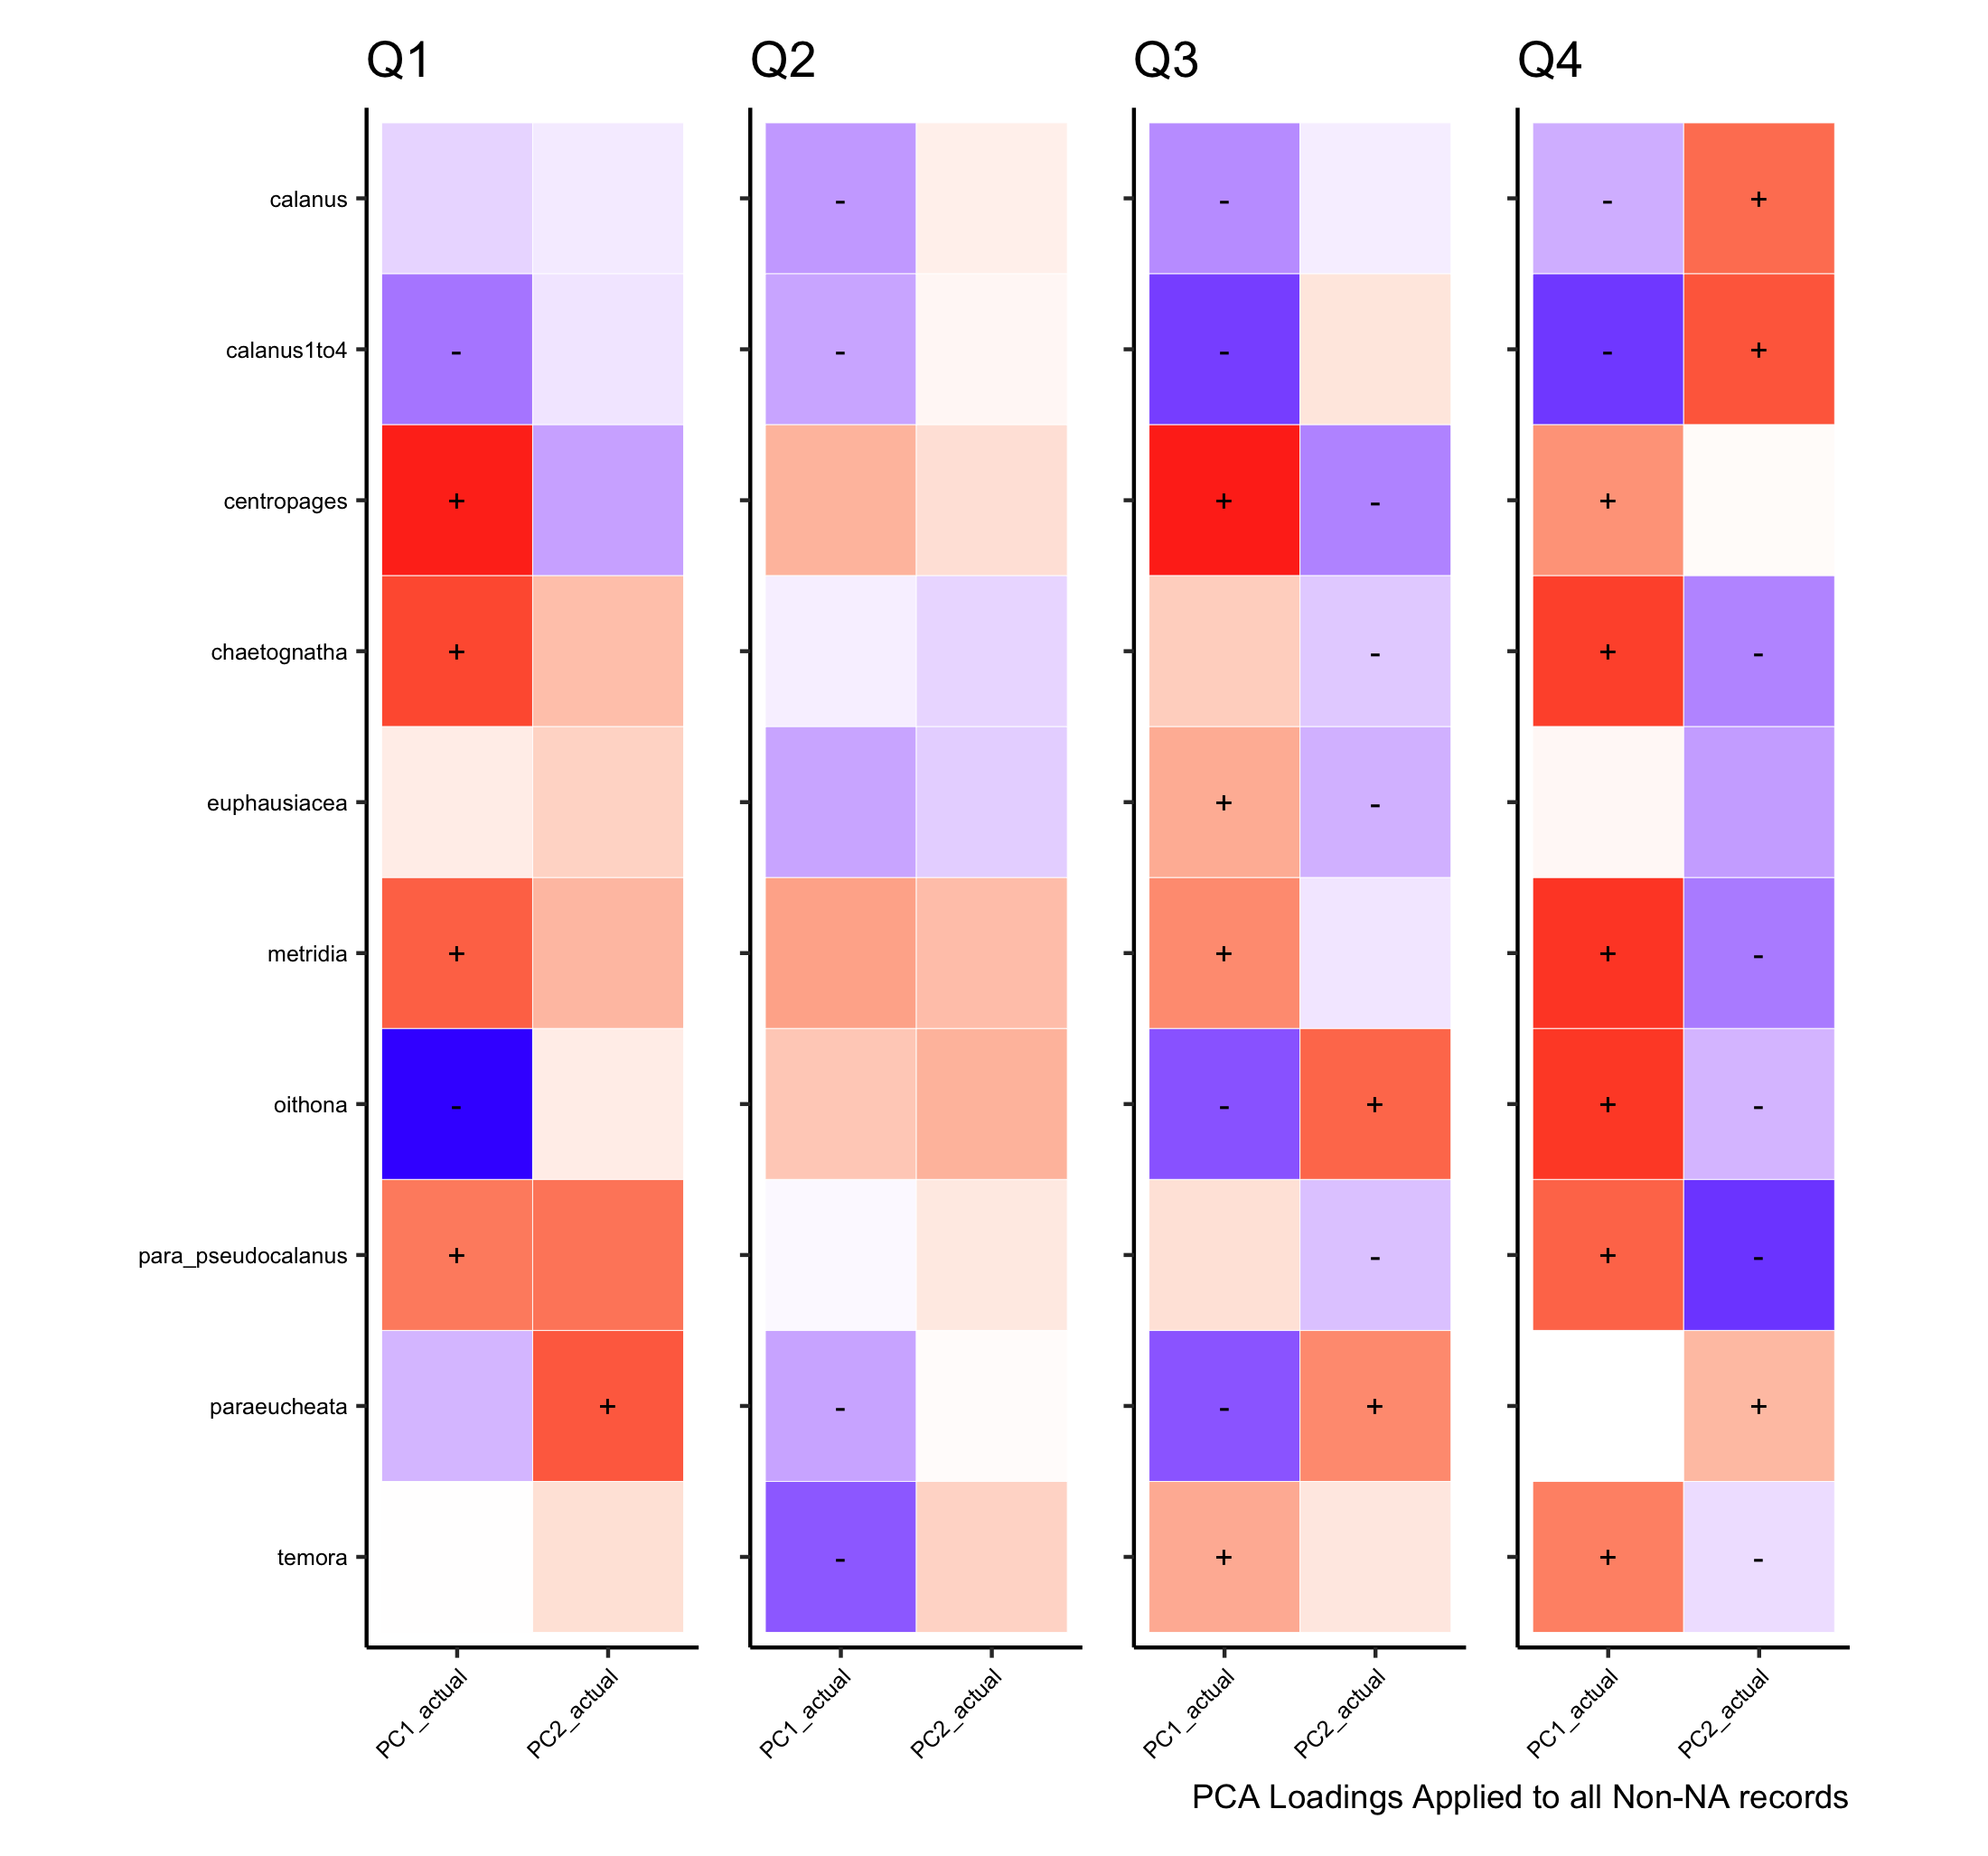 Q1 Q2 Q3 Q4
calanus - - - +
calanus1to4 - - - - +
centropages + + - +
chaetognatha + - + -
euphausiacea + -
metridia + + + -
oithona - - + + -
para_pseudocalanus + - + -
paraeucheata + - - + +
temora - + + -
PC1_actual PC2_actual PC1_actual PC2_actual PC1_actual PC2_actual PC1_actual PC2_actual
PCA Loadings Applied to all Non-NA records